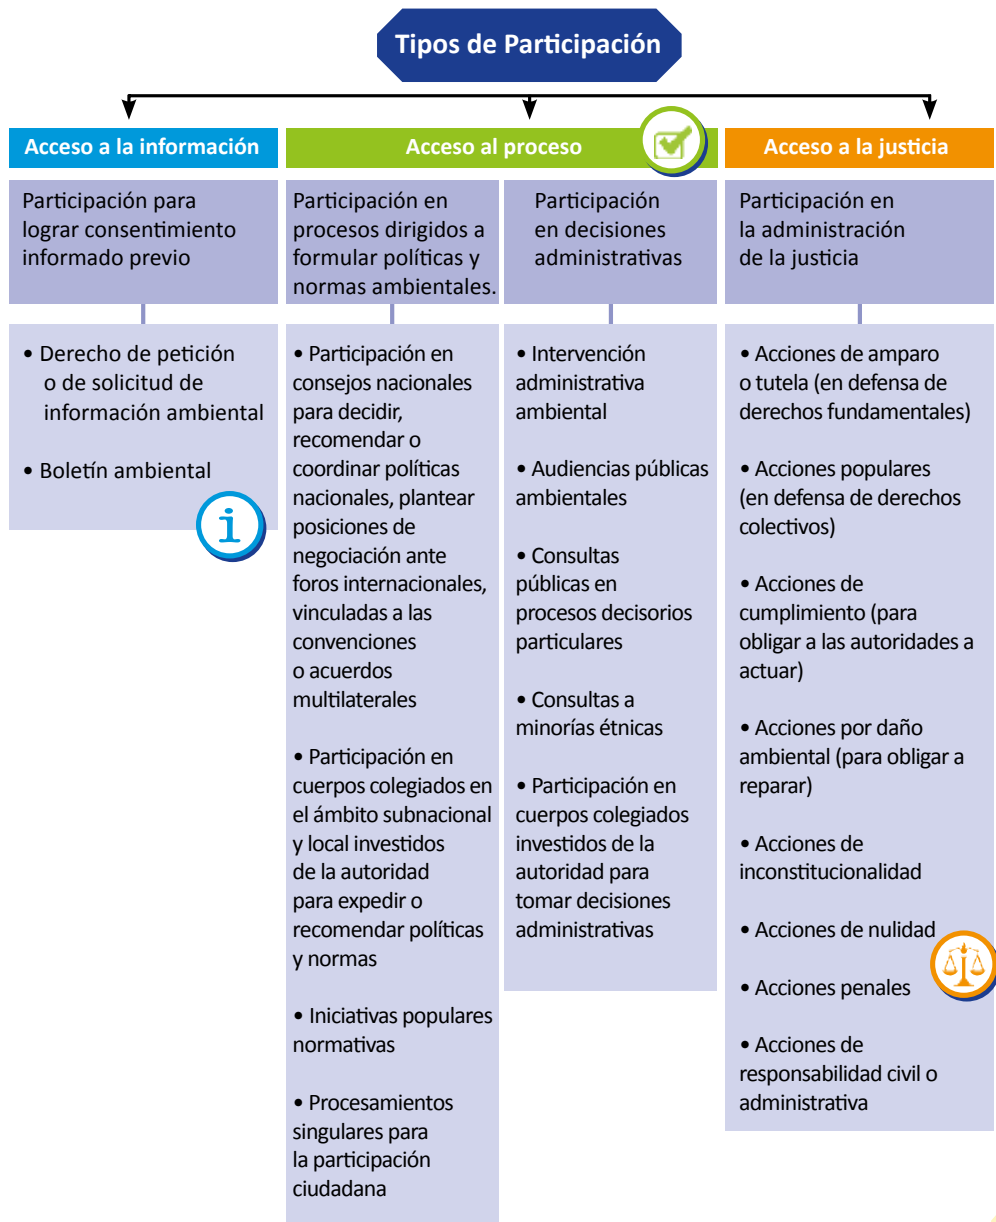 Tipos de Participación
Acceso a la información
Participación para
lograr consentimiento
informado previo
• Derecho de petición
o de solicitud de
información ambiental
• Boletín ambiental
i
Acceso al proceso
Participación en
procesos dirigidos a
formular políticas y
normas ambientales.
• Participación en
consejos nacionales
para decidir,
recomendar o
coordinar políticas
nacionales, plantear
posiciones de
negociación ante
foros internacionales,
vinculadas a las
convenciones
o acuerdos
multilaterales
• Participación en
cuerpos colegiados en
el ámbito subnacional
y local investidos
de la autoridad
para expedir o
recomendar políticas
y normas
• Iniciativas populares
normativas
• Procesamientos
singulares para
la participación
ciudadana
Participación
en decisiones
administrativas
• Intervención
administrativa
ambiental
• Audiencias públicas
ambientales
• Consultas
públicas en
procesos decisorios
particulares
• Consultas a
minorías étnicas
• Participación en
cuerpos colegiados
investidos de la
autoridad para
tomar decisiones
administrativas
Acceso a la justicia
Participación en
la administración
de la justicia
• Acciones de amparo
o tutela (en defensa de
derechos fundamentales)
• Acciones populares
(en defensa de derechos
colectivos)
• Acciones de
cumplimiento (para
obligar a las autoridades a
actuar)
• Acciones por daño
ambiental (para obligar a
reparar)
• Acciones de
inconstitucionalidad
• Acciones de nulidad
• Acciones penales
• Acciones de
responsabilidad civil o
administrativa